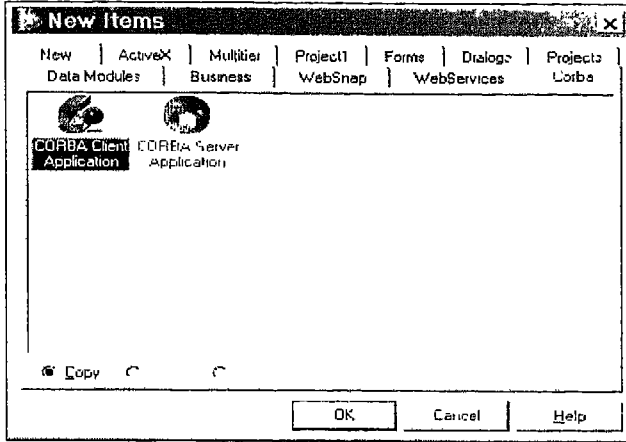 New Items
New ActiveX Multitier Project1 Forms Dialogs Projects
Data Modules Business WebSnap WebServices Corba
CORBA Client CORBA Server
Application Application
Copy
OK Cancel Help